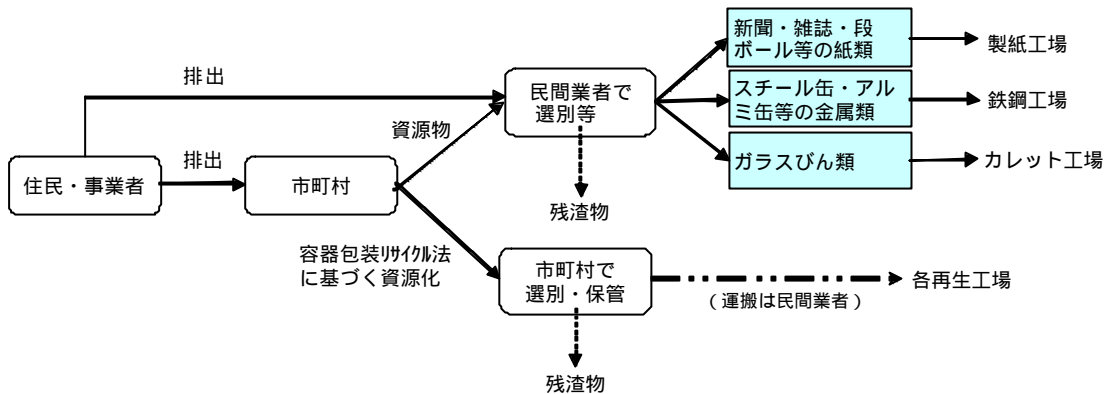 排出
排出
住民・事業者
市町村
資源物
容器包装ﾘｻｲｸﾙ法
に基づく資源化
民間業者で
選別等
残渣物
市町村で
選別・保管
残渣物
新聞・雑誌・段
ボール等の紙類
製紙工場
スチール缶・アル
ミ缶等の金属類
鉄鋼工場
ガラスびん類
カレット工場
各再生工場
（運搬は民間業者）